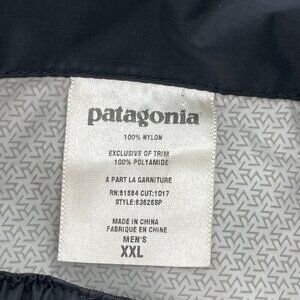 patagonia
100% NYLON
EXCLUSIVE OF TRIM
100% POLYAMIDE
A PART LA GARNITURE
RN:51884 CUT:1017
STYLE:83625SP
MADE IN CHINA
FABRIQUE EN CHINE
MEN'S
XXL